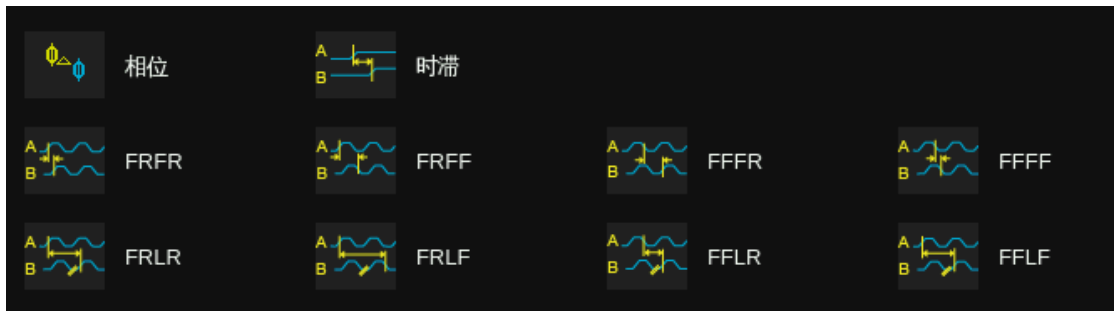 相位 A B 时滞
A B FRFR A B FRFF A B FFFR A B FFFF
A B FRLR A B FRLF A B FFLR A B FFLF